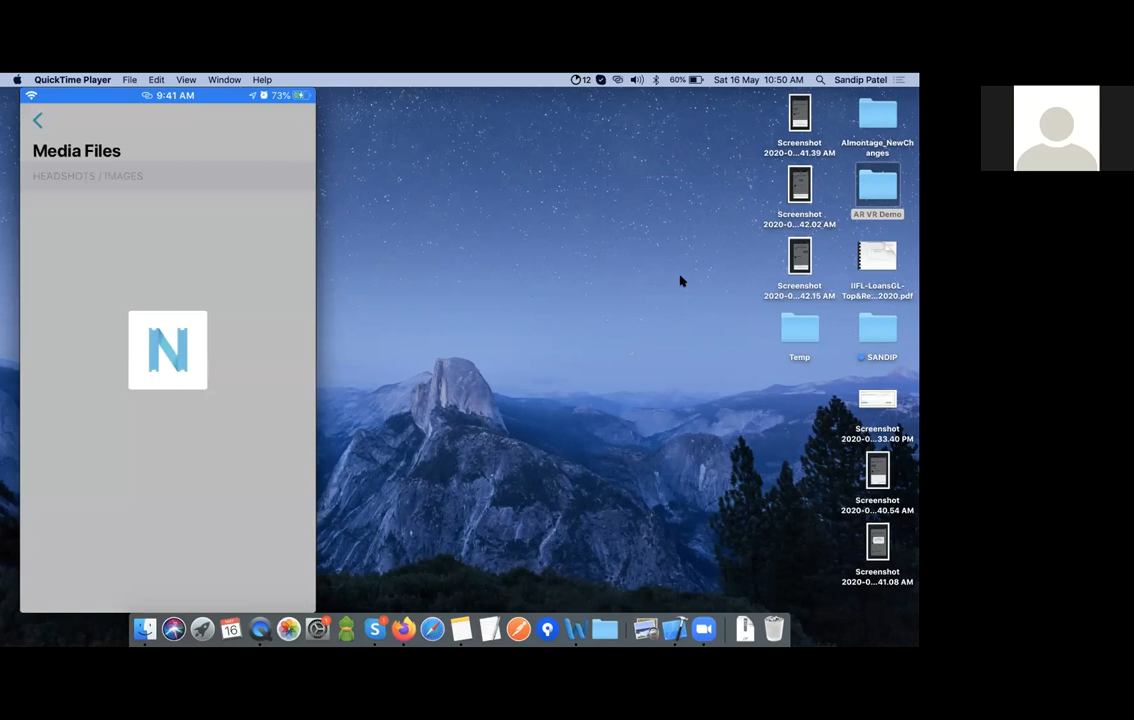 QuickTime Player File Edit View Window Help 12 60% Sat 16 May 10:50 AM Sandip Patel
9:41 AM 73%
Media Files
HEADSHOTS / IMAGES
N
Screenshot
2020-0...41.39 AM
AImontage_NewCh
anges
Screenshot
2020-0...42.02 AM
AR VR Demo
Screenshot
2020-0...42.15 AM
IIFL-LoansGL-
Top&Re...2020.pdf
Temp
SANDIP
Screenshot
2020-0...33.40 PM
Screenshot
2020-0...40.54 AM
Screenshot
2020-0...41.08 AM
16